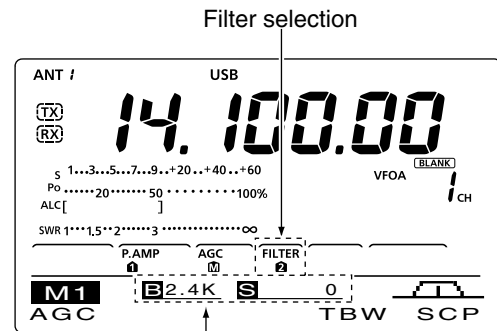 Filter selection
ANT 1 USB
TX
14.100.00
RX
BLANK
S 1••3••5••7••9••+20••+40••+60 VFOA
1 CH
Po ••••••20•••••• 50 •••••••••100%
ALC[ ]
SWR 1•••1.5••2•••••3 ••••••••••••••∞
P.AMP AGC FILTER
1 M 2
M1 B2.4K S 0
AGC TBW SCP